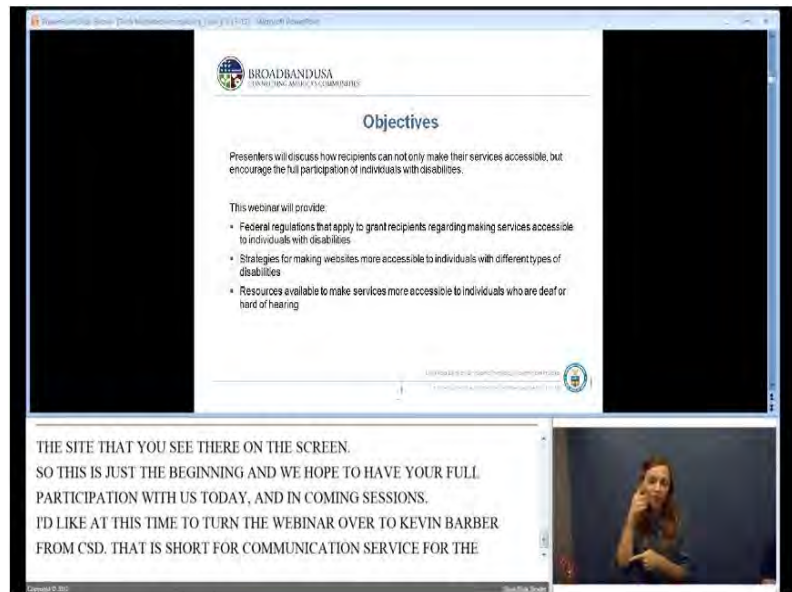 BROADBANDUSA
CONNECTING AMERICA'S COMMUNITIES
Objectives
Presenters will discuss how recipients can not only make their services accessible, but
encourage the full participation of individuals with disabilities.
This webinar will provide:
▪ Federal regulations that apply to grant recipients regarding making services accessible
to individuals with disabilities
▪ Strategies for making websites more accessible to individuals with different types of
disabilities
▪ Resources available to make services more accessible to individuals who are deaf or
hard of hearing
THE SITE THAT YOU SEE THERE ON THE SCREEN.
SO THIS IS JUST THE BEGINNING AND WE HOPE TO HAVE YOUR FULL
PARTICIPATION WITH US TODAY, AND IN COMING SESSIONS.
I'D LIKE AT THIS TIME TO TURN THE WEBINAR OVER TO KEVIN BARBER
FROM CSD. THAT IS SHORT FOR COMMUNICATION SERVICE FOR THE